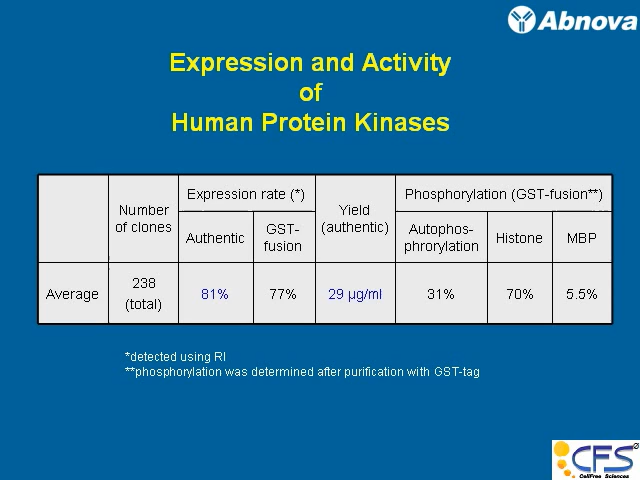 Abnova
Expression and Activity
of
Human Protein Kinases
Number
of clones
Expression rate (*)
Authentic
GST-
fusion
Yield
(authentic)
Phosphorylation (GST-fusion**)
Autophos-
phrorylation
Histone
MBP
Average
238
(total)
81%
77%
29 µg/ml
31%
70%
5.5%
*detected using RI
**phosphorylation was determined after purification with GST-tag
CFS
CellFree Sciences